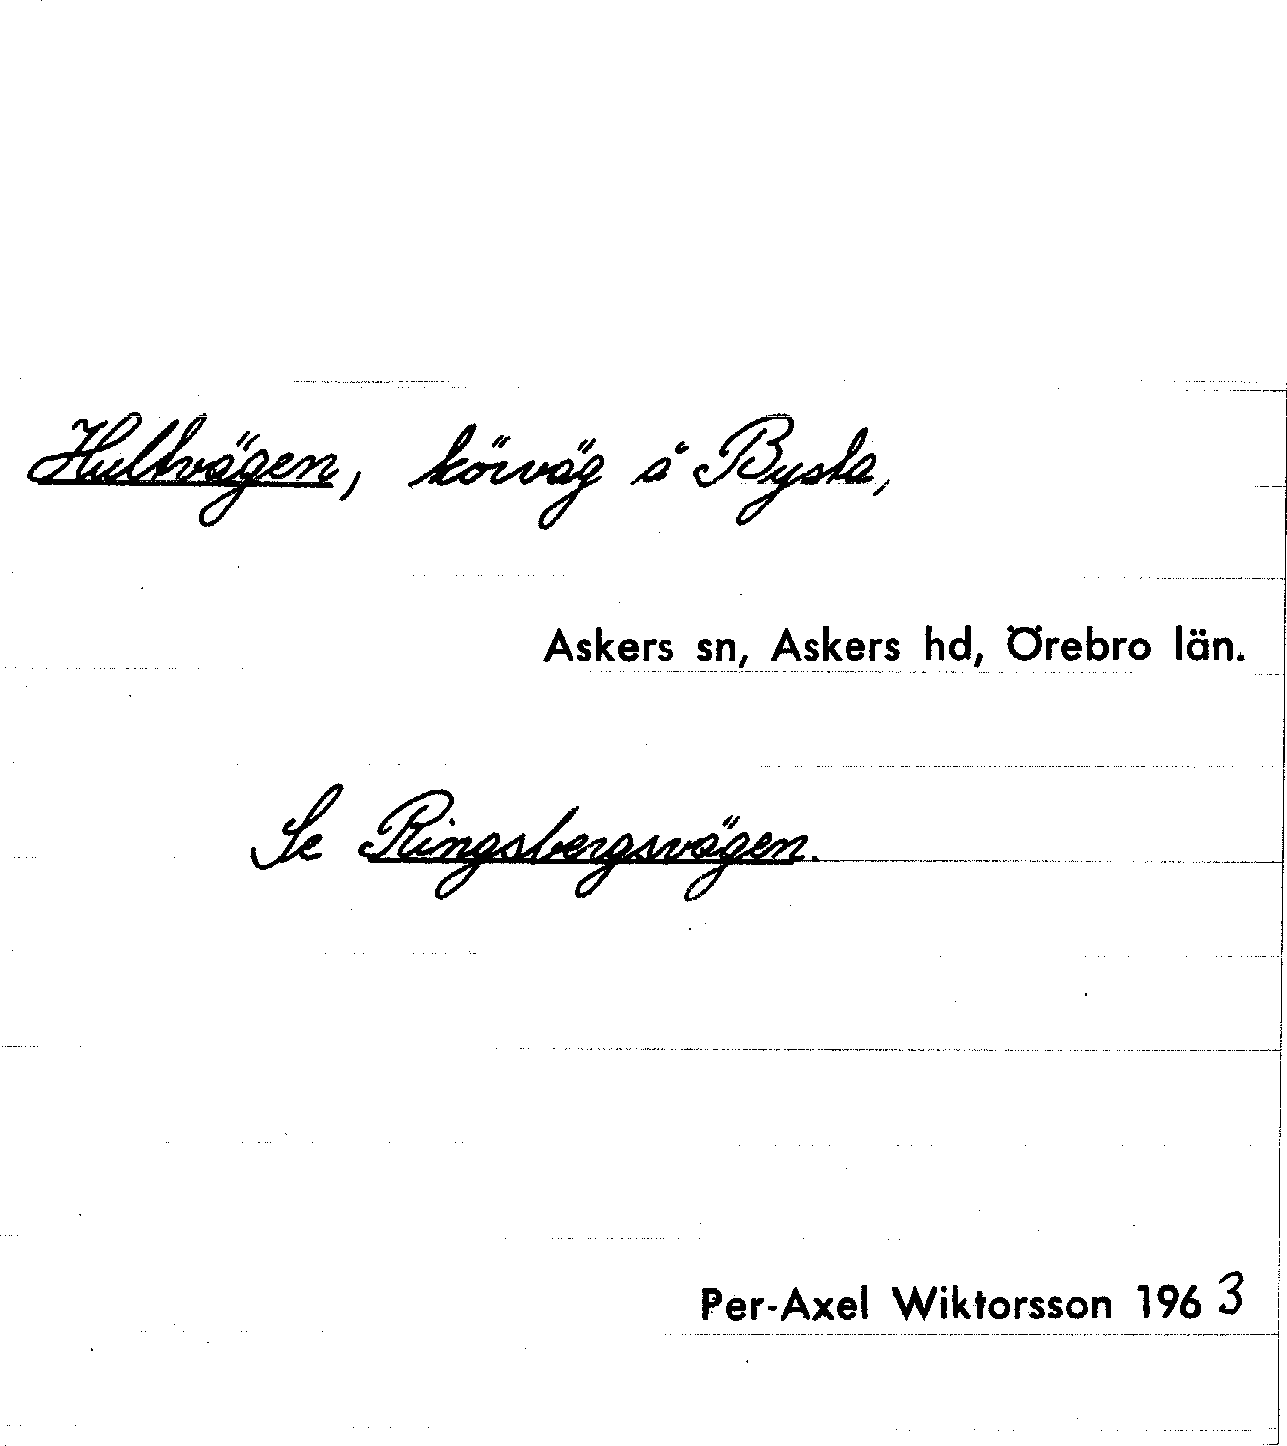 Hultvägen, körväg å Bysta,
Askers sn, Askers hd, Örebro län.
Se Ringsbergsvägen.
Per-Axel Wiktorsson 1963